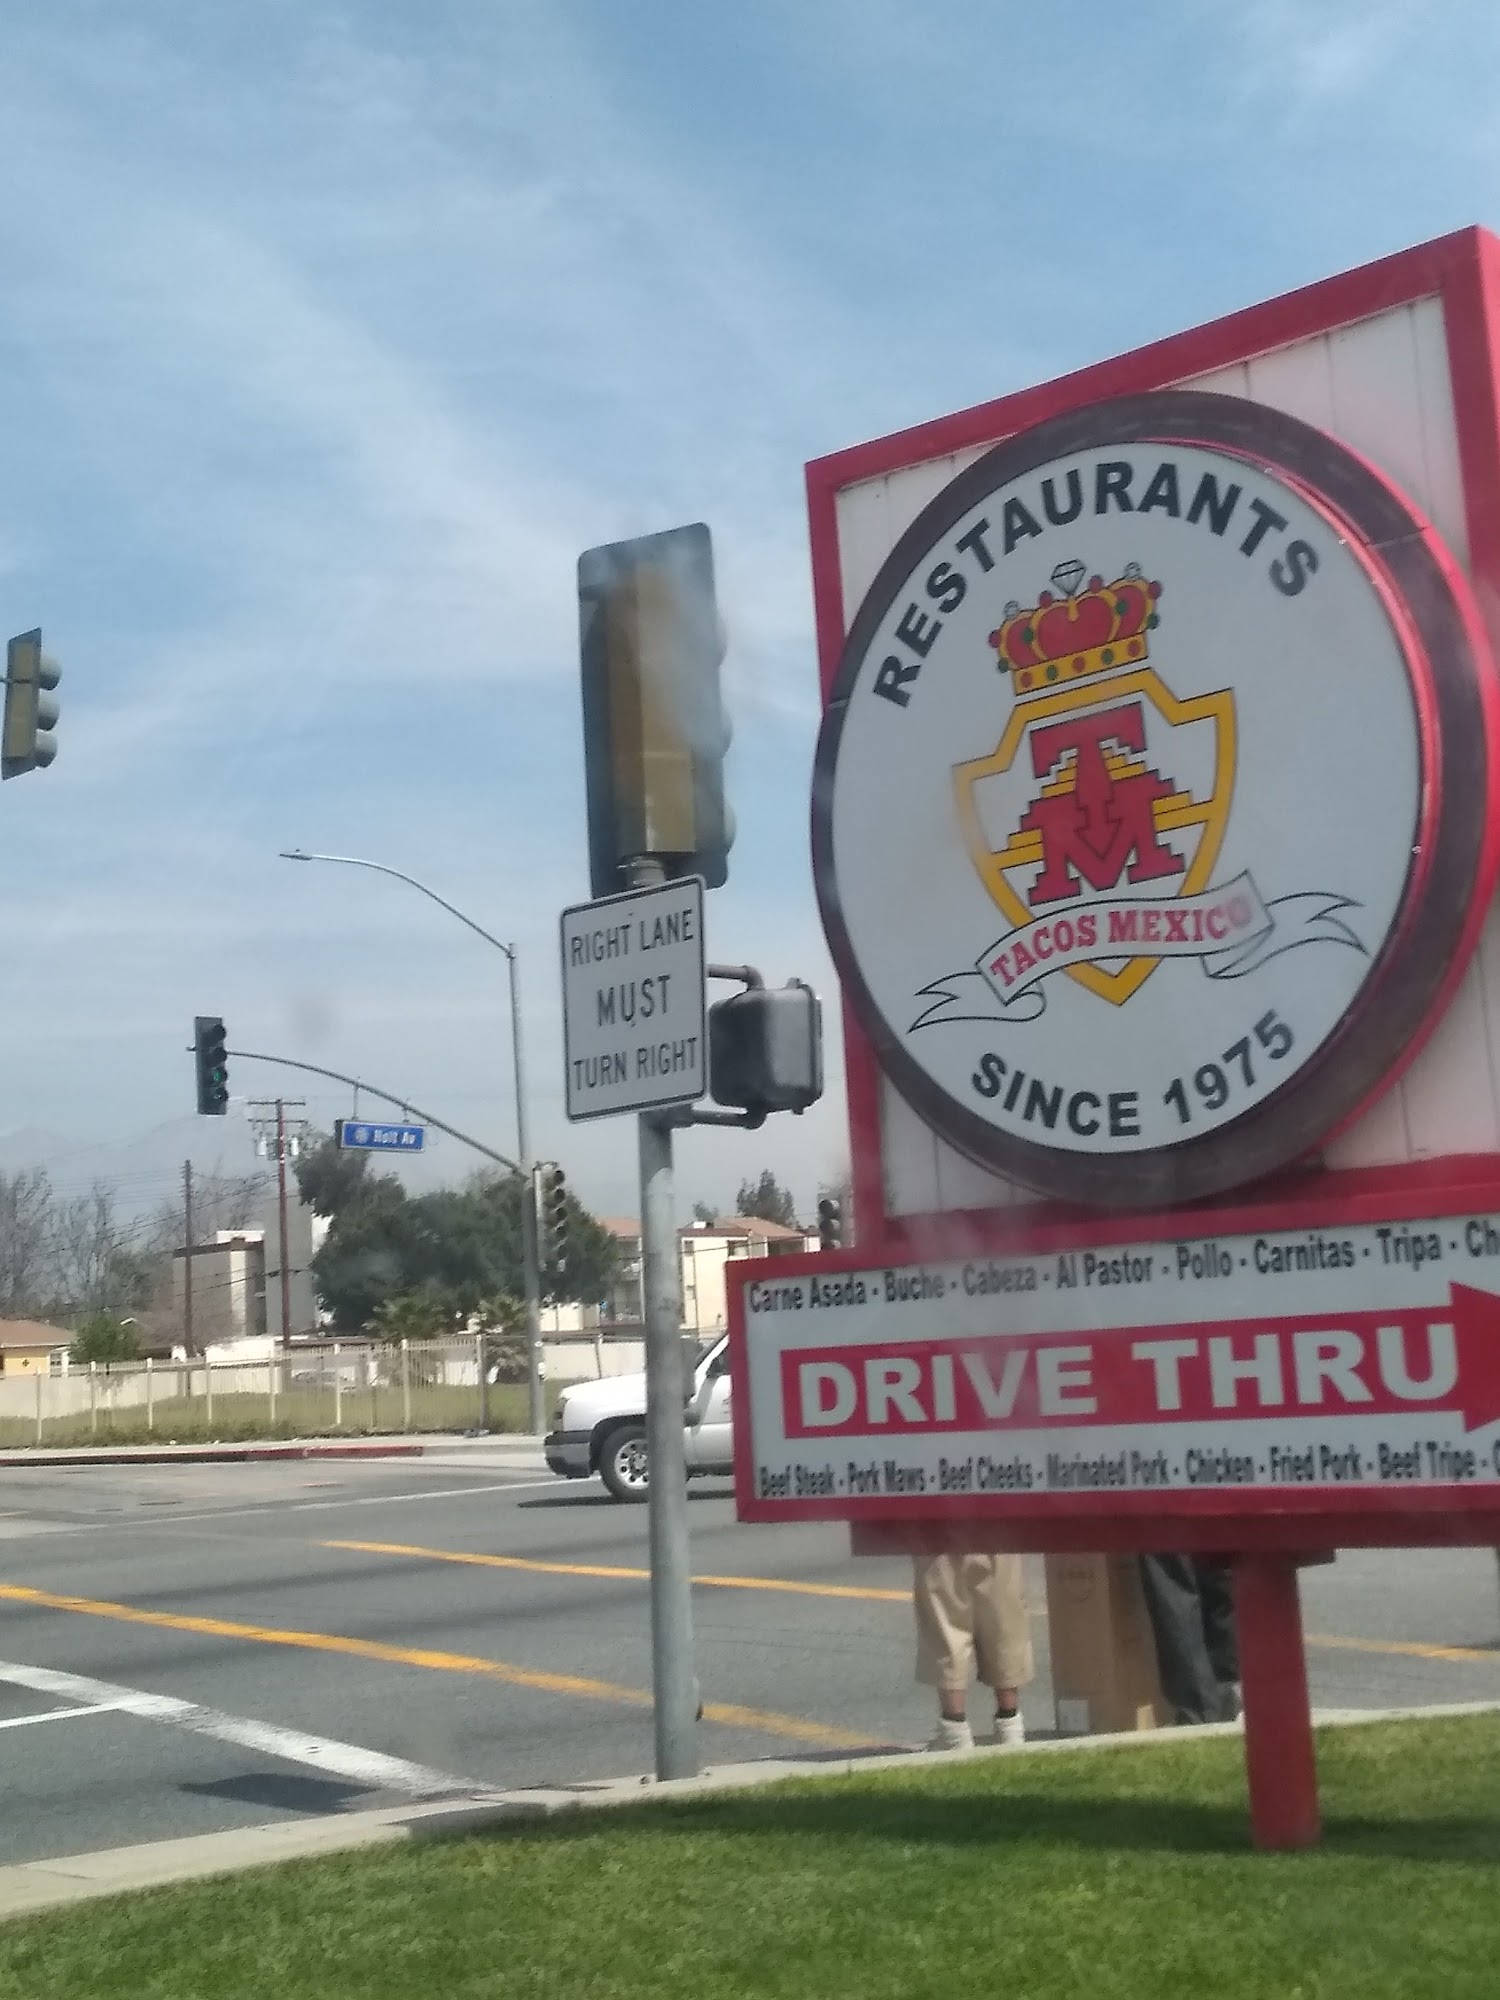 RESTAURANTS
TM
TACOS MEXICO
SINCE 1975
RIGHT LANE
MUST
TURN RIGHT
Holt Av
Carne Asada - Buche - Cabeza - Al Pastor - Pollo - Carnitas - Tripa - Ch
DRIVE THRU
Beef Steak - Pork Maws - Beef Cheeks - Marinated Pork - Chicken - Fried Pork - Beef Tripe -